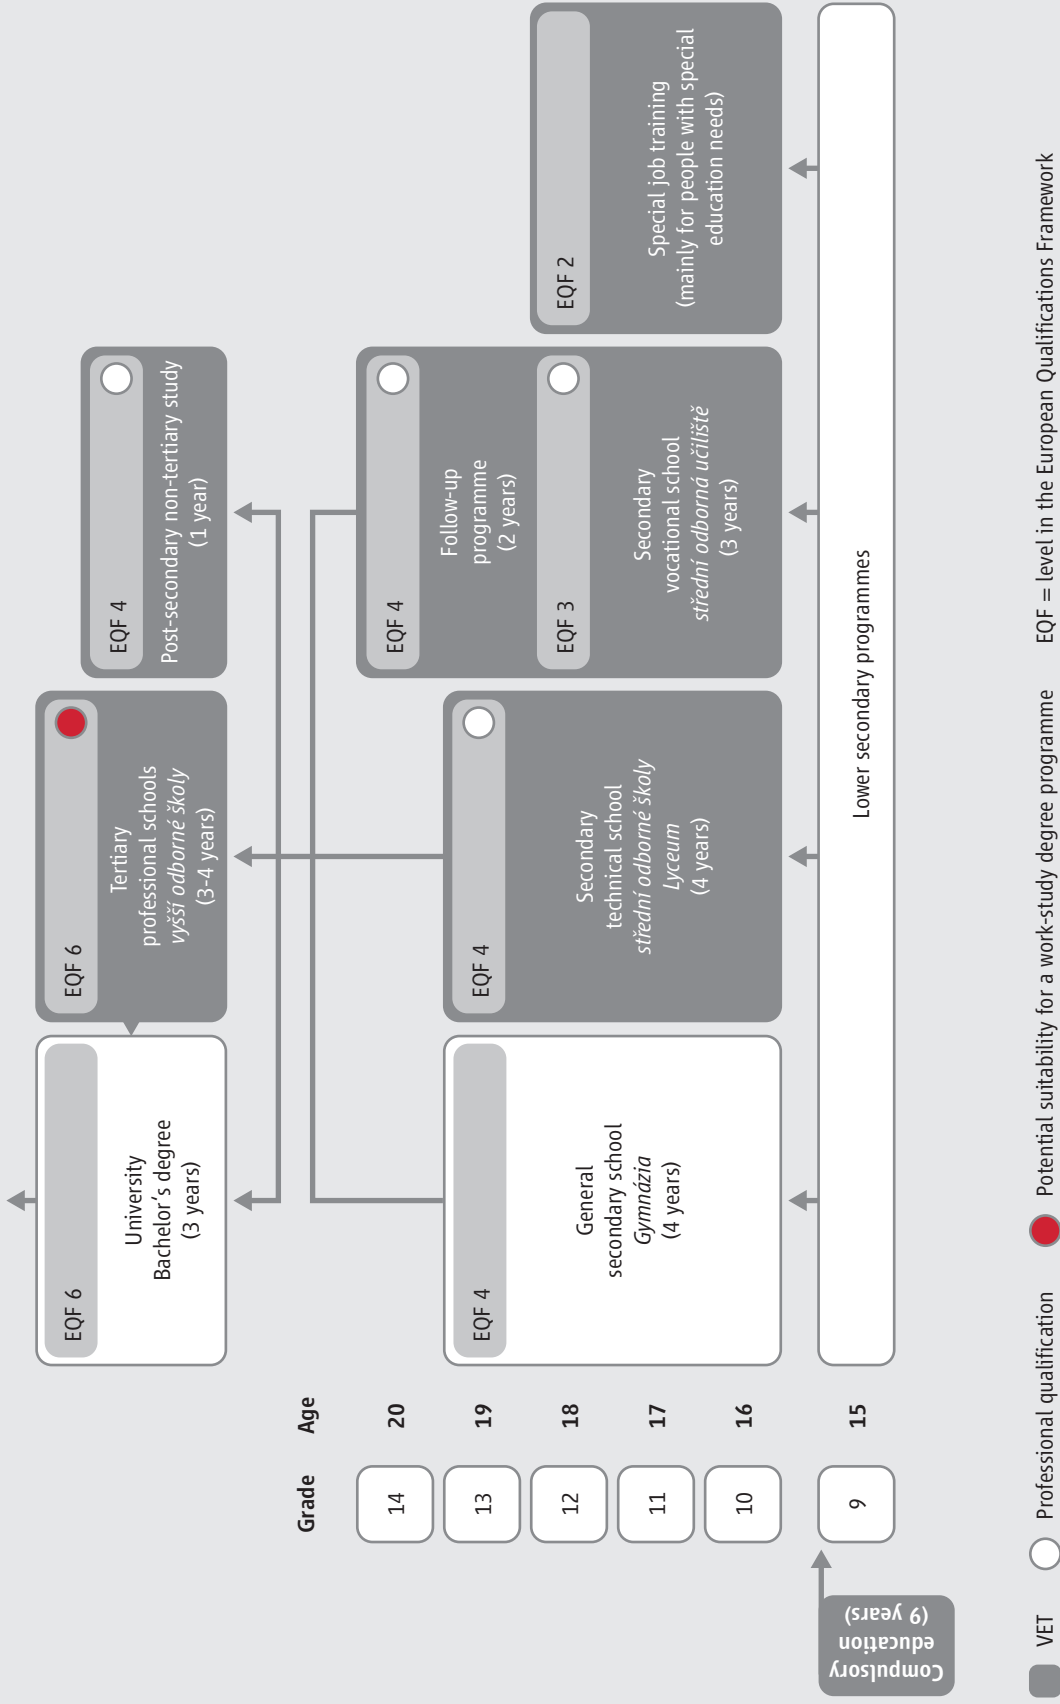 EQF 6
University
Bachelor's degree
(3 years)
EQF 6
Tertiary
professional schools
vyšší odborné školy
(3-4 years)
EQF 4
Post-secondary non-tertiary study
(1 year)
Grade
Age
14
20
13
19
12
18
11
17
10
16
9
15
EQF 4
General
secondary school
Gymnázia
(4 years)
EQF 4
Secondary
technical school
střední odborné školy
Lyceum
(4 years)
EQF 4
Follow-up
programme
(2 years)
EQF 3
Secondary
vocational school
střední odborná učiliště
(3 years)
EQF 2
Special job training
(mainly for people with special
education needs)
Lower secondary programmes
Compulsory
education
(9 years)
VET
Professional qualification
Potential suitability for a work-study degree programme
EQF = level in the European Qualifications Framework